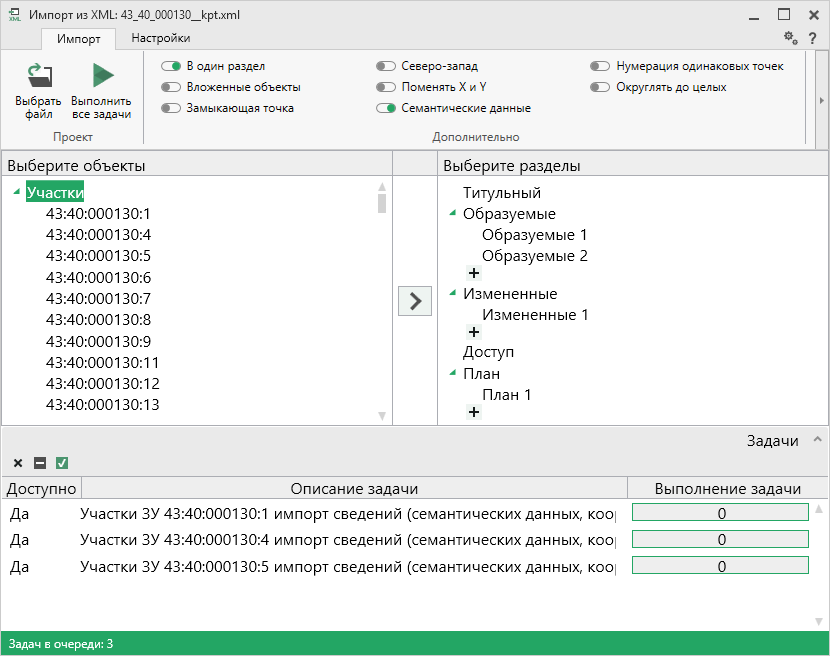 Импорт из XML: 43_40_000130__kpt.xml
Импорт Настройки
Выбрать файл
Выполнить все задачи
Проект
В один раздел
Вложенные объекты
Замыкающая точка
Северо-запад
Поменять X и Y
Семантические данные
Нумерация одинаковых точек
Округлять до целых
Дополнительно
Выберите объекты
Участки
43:40:000130:1
43:40:000130:4
43:40:000130:5
43:40:000130:6
43:40:000130:7
43:40:000130:8
43:40:000130:9
43:40:000130:11
43:40:000130:12
43:40:000130:13
Выберите разделы
Титульный
Образуемые
Образуемые 1
Образуемые 2
Измененные
Измененные 1
Доступ
План
План 1
Задачи
Доступно Описание задачи Выполнение задачи
Да Участки ЗУ 43:40:000130:1 импорт сведений (семантических данных, коор 0
Да Участки ЗУ 43:40:000130:4 импорт сведений (семантических данных, коор 0
Да Участки ЗУ 43:40:000130:5 импорт сведений (семантических данных, коор 0
Задач в очереди: 3